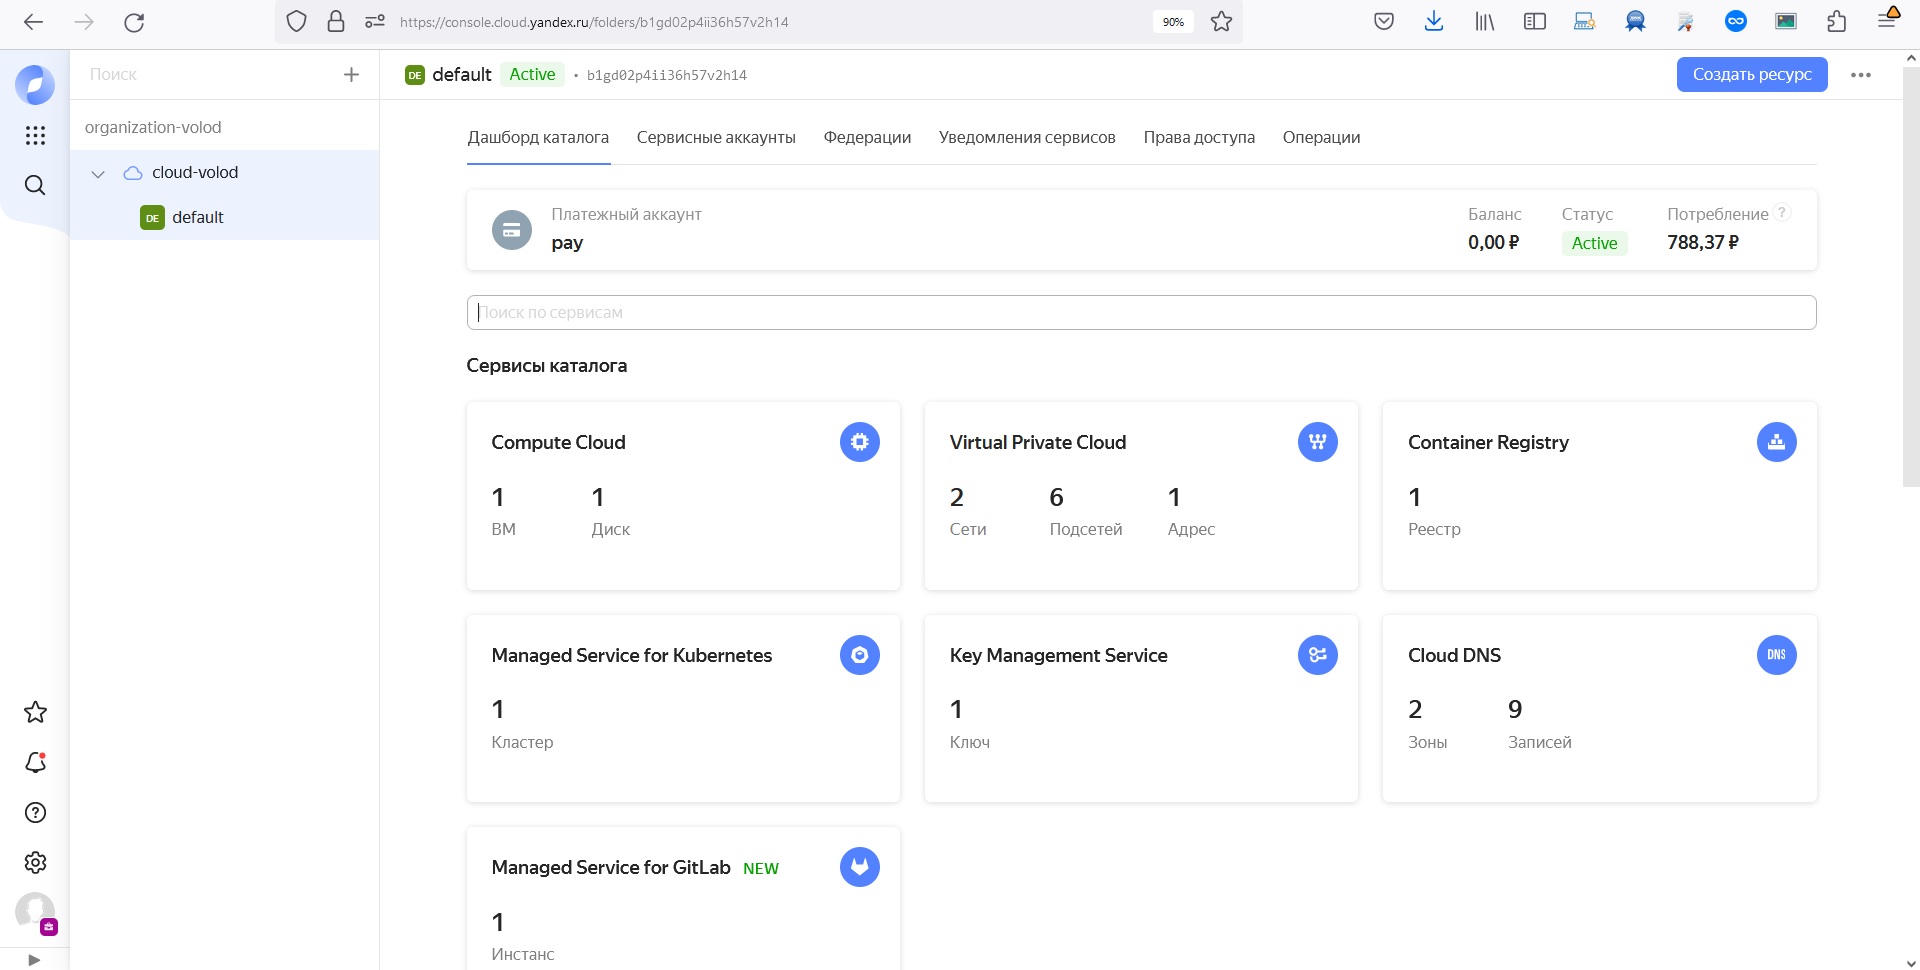 https://console.cloud.yandex.ru/folders/b1gd02p4ii36h57v2h14
90%
Поиск
organization-volod
cloud-volod
DE default
DE default Active • b1gd02p4ii36h57v2h14
Создать ресурс
Дашборд каталога Сервисные аккаунты Федерации Уведомления сервисов Права доступа Операции
Платежный аккаунт
pay
Баланс
0,00 ₽
Статус
Active
Потребление ?
788,37 ₽
Поиск по сервисам
Сервисы каталога
Compute Cloud
1 1
ВМ Диск
Virtual Private Cloud
2 6 1
Сети Подсетей Адрес
Container Registry
1
Реестр
Managed Service for Kubernetes
1
Кластер
Key Management Service
1
Ключ
Cloud DNS
DNS
2 9
Зоны Записей
Managed Service for GitLab NEW
1
Инстанс